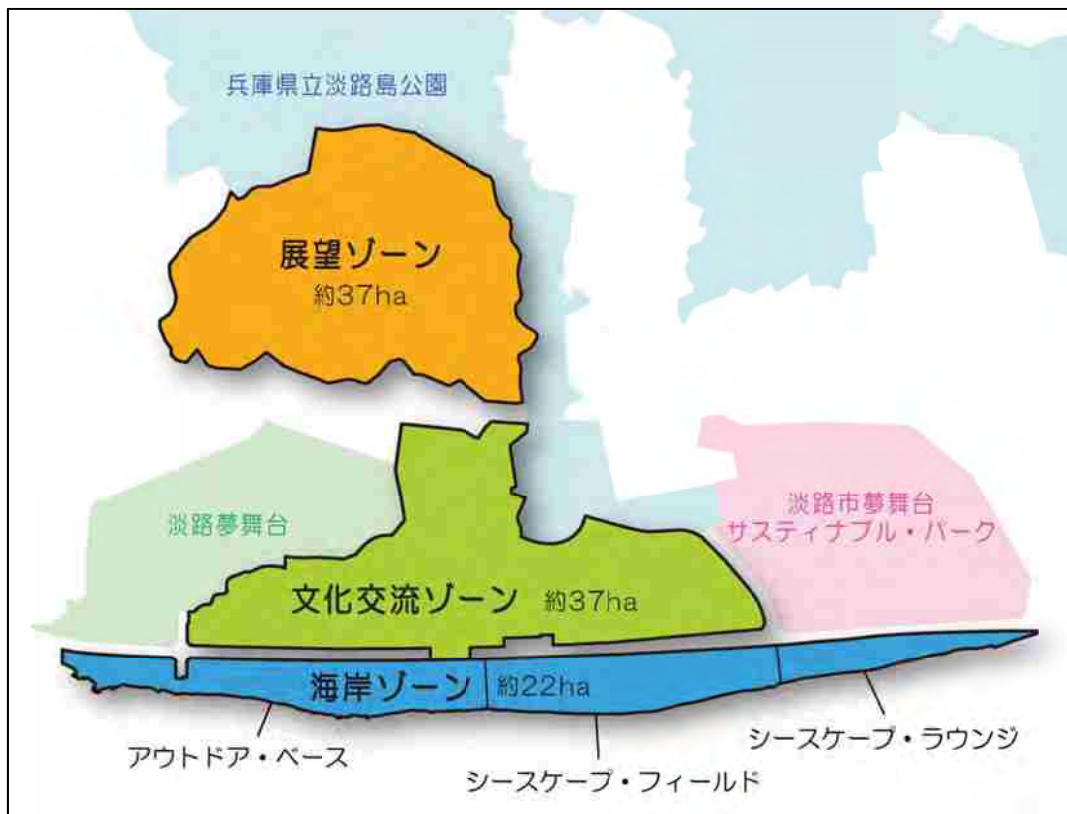 兵庫県立淡路島公園
展望ゾーン
約37ha
淡路夢舞台
淡路市夢舞台
サスティナブル・パーク
文化交流ゾーン 約37ha
海岸ゾーン 約22ha
アウトドア・ベース
シースケープ・フィールド
シースケープ・ラウンジ